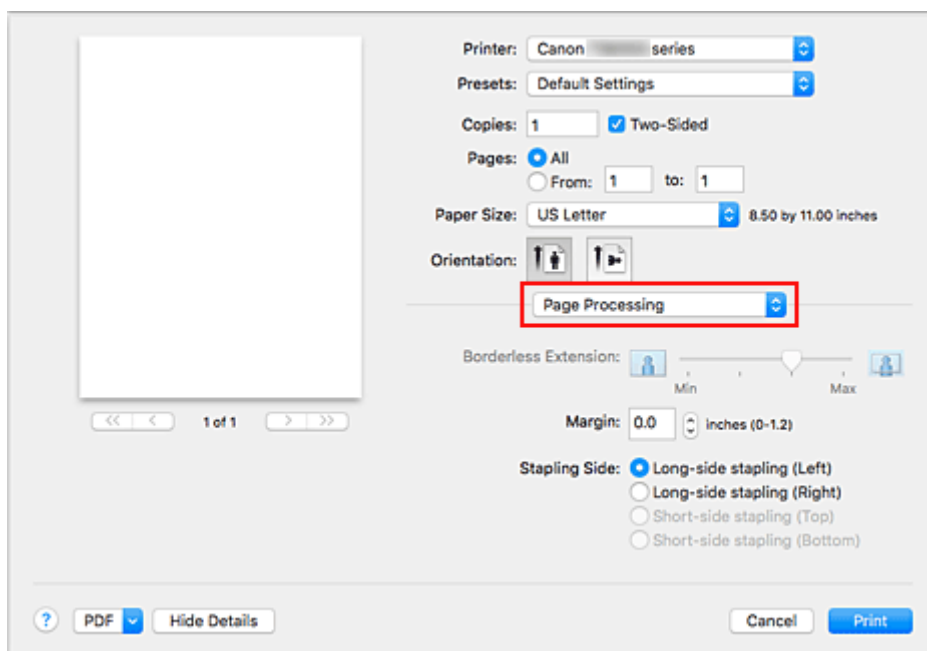 Printer: Canon series
Presets: Default Settings
Copies: 1 Two-Sided
Pages: All
From: 1 to: 1
Paper Size: US Letter 8.50 by 11.00 inches
Orientation:
Page Processing
Borderless Extension:
Min Max
<< < 1 of 1 > >>
Margin: 0.0 inches (0-1.2)
Stapling Side: Long-side stapling (Left)
Long-side stapling (Right)
Short-side stapling (Top)
Short-side stapling (Bottom)
? PDF Hide Details Cancel Print